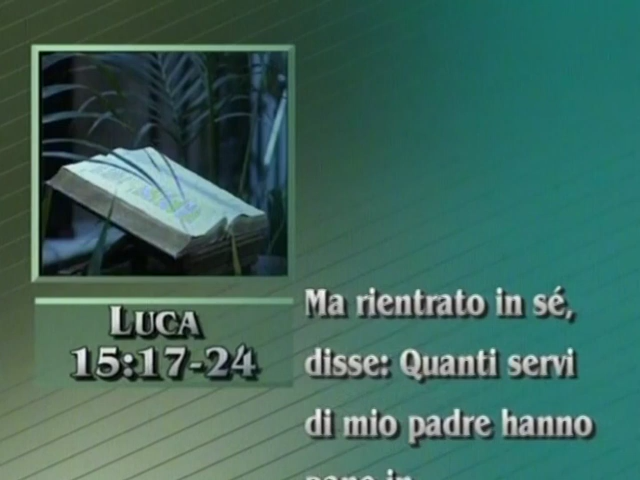 LUCA
15:17-24
Ma rientrato in sé,
disse: Quanti servi
di mio padre hanno